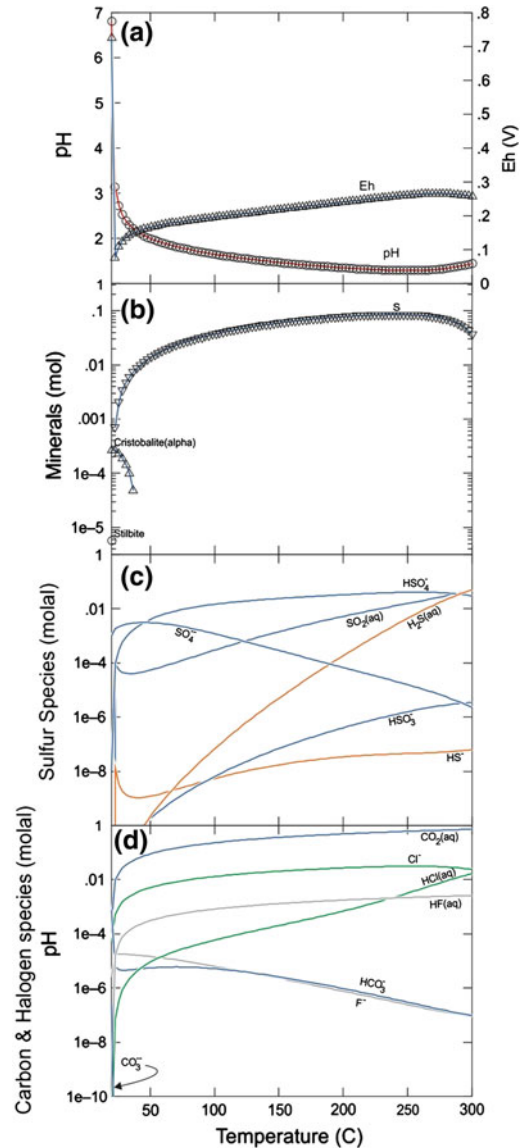 (a)
7
6
5
4
3
2
pH
.8
.7
.6
.5
.4
.3
.2
.1
0
Eh (V)
Eh
pH
(b)
1
.1
.01
.001
1e–4
1e–5
1
Minerals (mol)
S
Cristobalite(alpha)
Stilbite
(c)
.01
1e–4
1e–6
1e–8
1
Sulfur Species (molal)
HSO4-
SO2(aq)
H2S(aq)
SO4--
HSO3-
HS-
(d)
.01
1e–4
1e–6
1e–8
1e–10
Carbon & Halogen species (molal)
pH
CO2(aq)
Cl-
HCl(aq)
HF(aq)
HCO3-
F-
CO3--
50 100 150 200 250 300
Temperature (C)